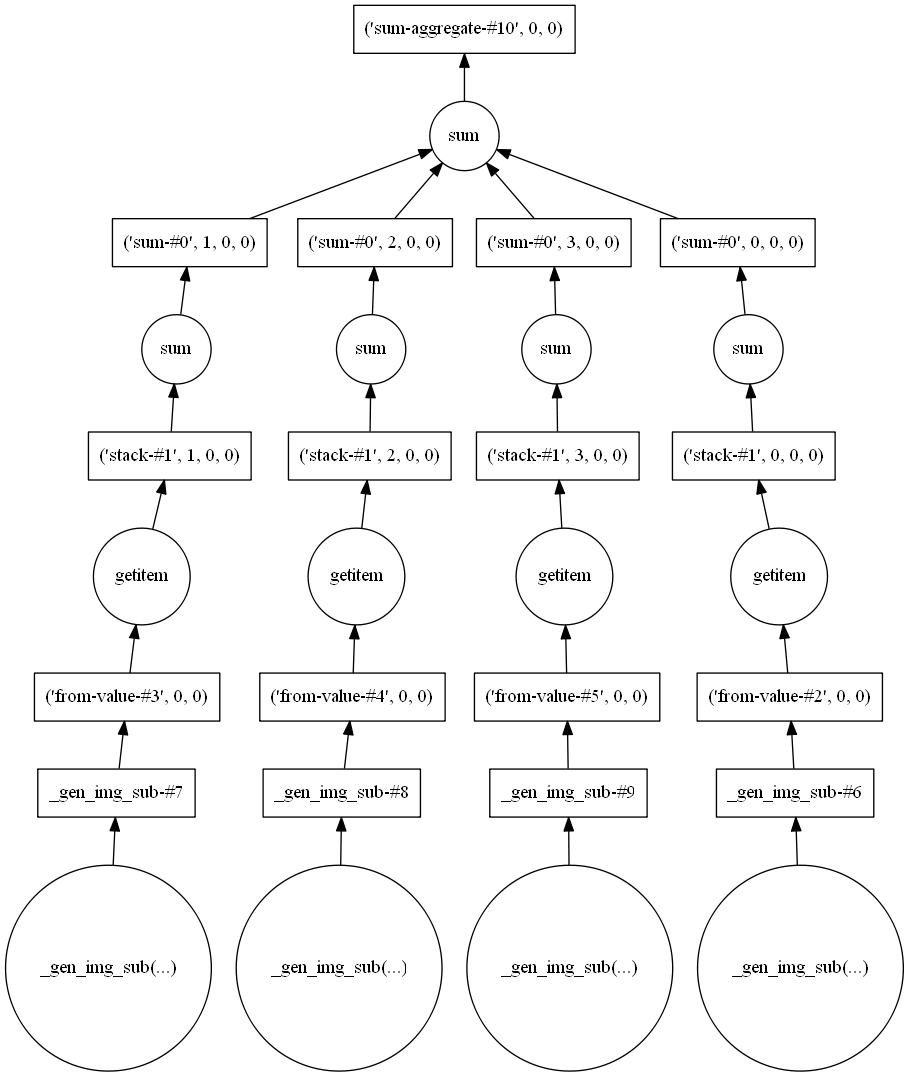 ('sum-aggregate-#10', 0, 0)
sum
('sum-#0', 1, 0, 0)
('sum-#0', 2, 0, 0)
('sum-#0', 3, 0, 0)
('sum-#0', 0, 0, 0)
sum
sum
sum
sum
('stack-#1', 1, 0, 0)
('stack-#1', 2, 0, 0)
('stack-#1', 3, 0, 0)
('stack-#1', 0, 0, 0)
getitem
getitem
getitem
getitem
('from-value-#3', 0, 0)
('from-value-#4', 0, 0)
('from-value-#5', 0, 0)
('from-value-#2', 0, 0)
_gen_img_sub-#7
_gen_img_sub-#8
_gen_img_sub-#9
_gen_img_sub-#6
_gen_img_sub(...)
_gen_img_sub(...)
_gen_img_sub(...)
_gen_img_sub(...)